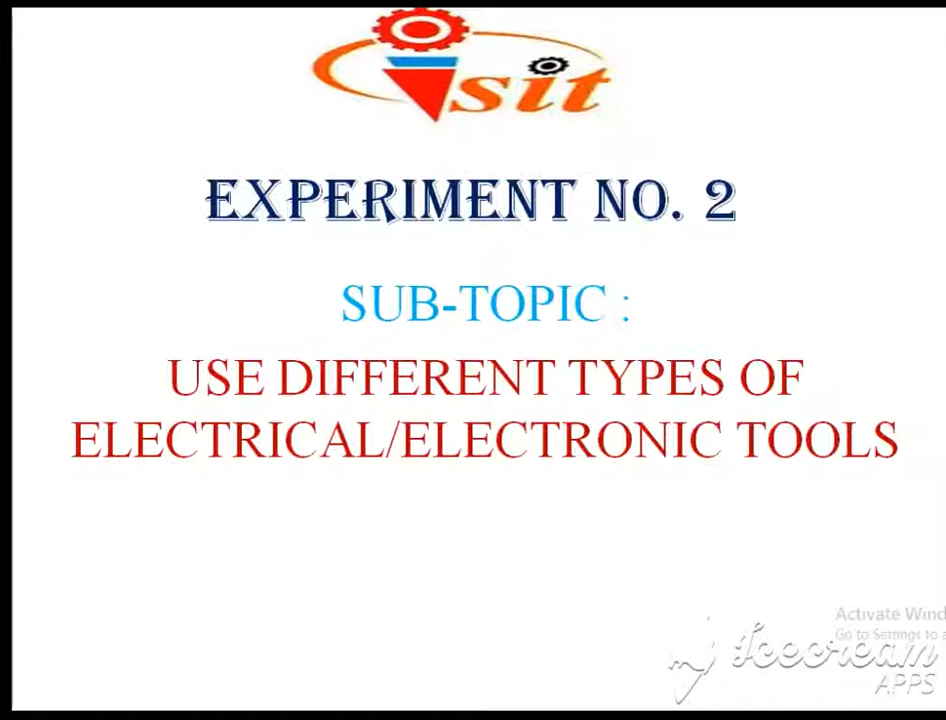 sit
EXPERIMENT NO. 2
SUB-TOPIC :
USE DIFFERENT TYPES OF
ELECTRICAL/ELECTRONIC TOOLS
Activate Wind
Go to Settings to a
Icecream
APPS